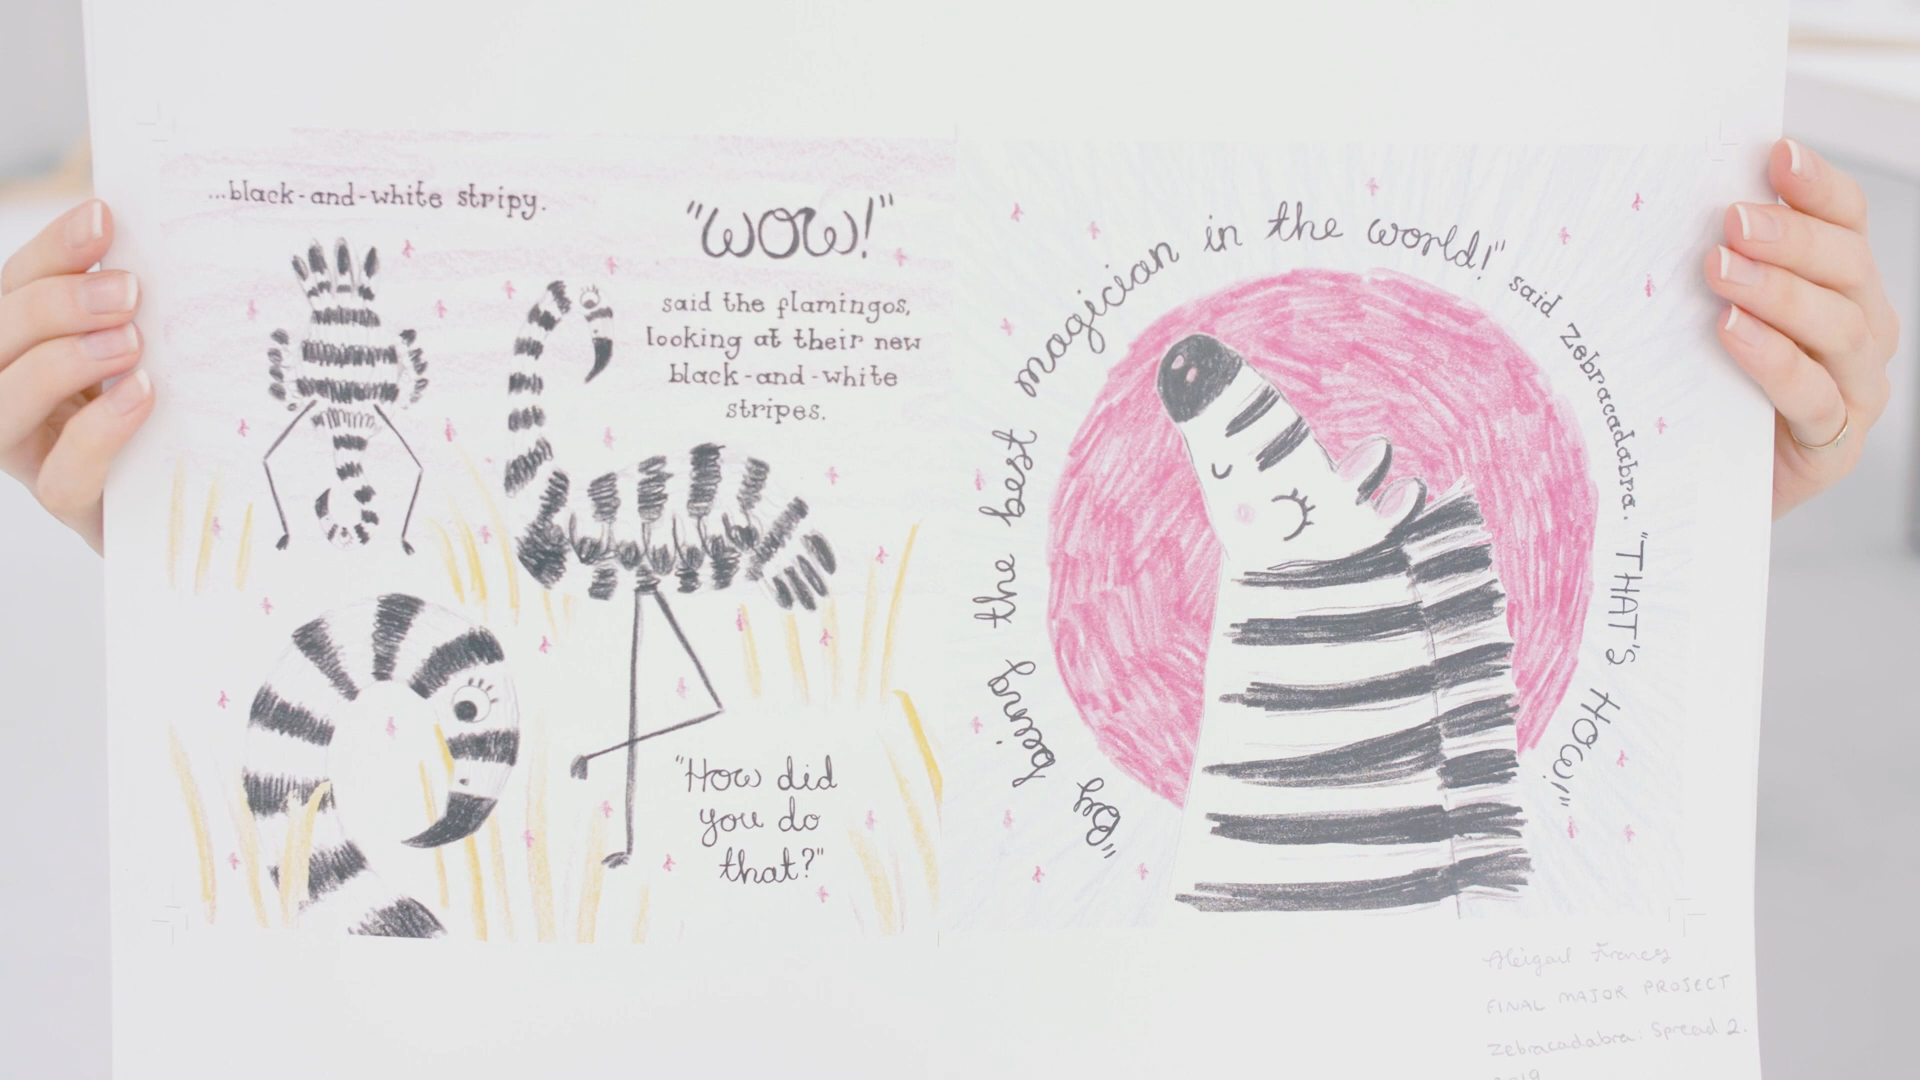 ...black-and-white stripy.
"WOW!"
said the flamingos,
looking at their new
black-and-white
stripes.
"How did
you do
that?"
"By being the best magician in the world!" said Zebracadabra. "THAT'S HOW!"
Abigail
FINAL MAJOR PROJECT
Zebracadabra: Spread 2.
2019